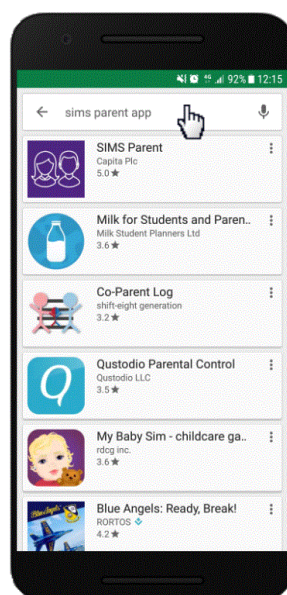 92% 12:15
sims parent app
SIMS Parent
Capita Plc
5.0★
Milk for Students and Paren..
Milk Student Planners Ltd
3.6★
Co-Parent Log
shift-eight generation
3.2★
Qustodio Parental Control
Qustodio LLC
3.5★
My Baby Sim - childcare ga..
rdcg inc.
3.6★
Blue Angels: Ready, Break!
RORTOS
4.2★